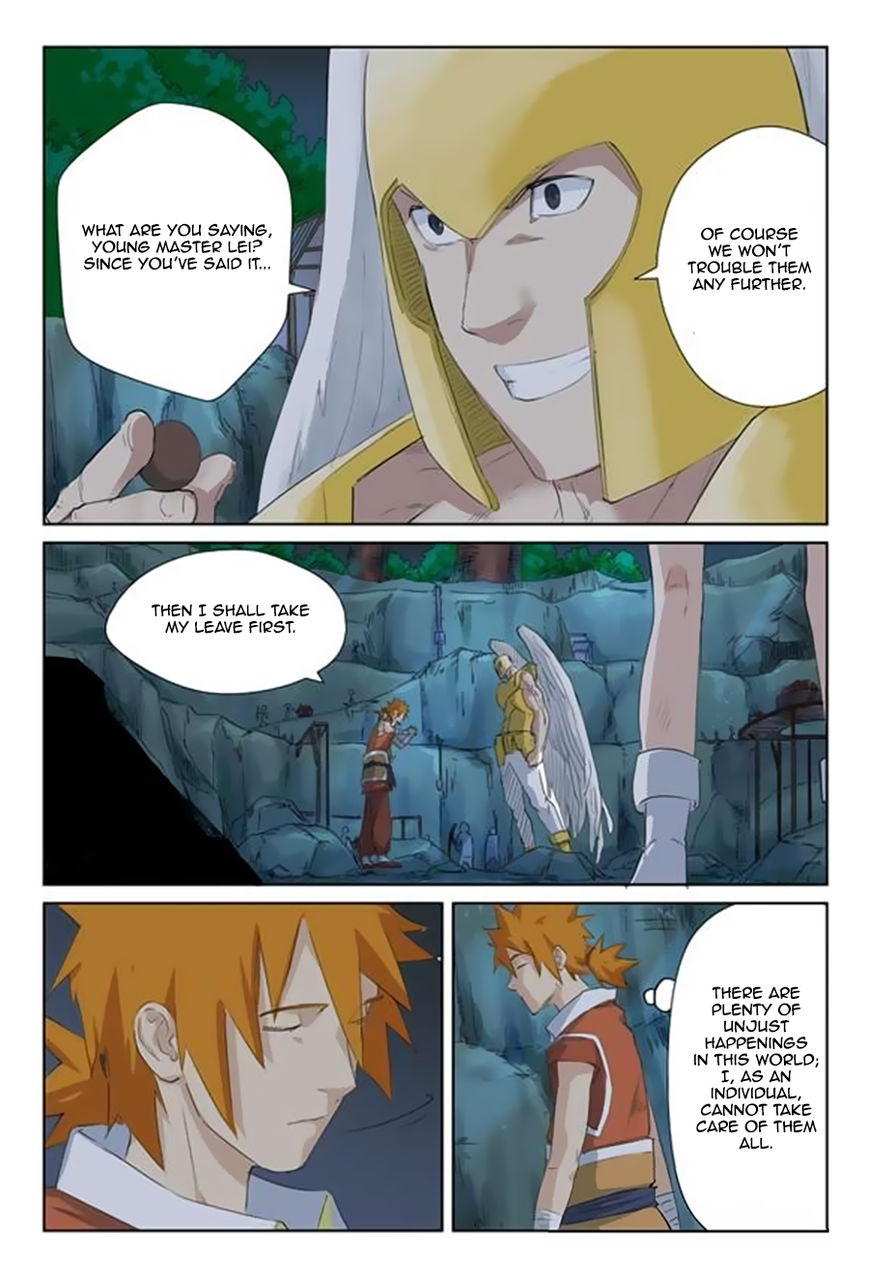 WHAT ARE YOU SAYING,
YOUNG MASTER LEI?
SINCE YOU'VE SAID IT...
OF COURSE
WE WON'T
TROUBLE THEM
ANY FURTHER.
THEN I SHALL TAKE
MY LEAVE FIRST.
THERE ARE
PLENTY OF
UNJUST
HAPPENINGS
IN THIS WORLD;
I, AS AN
INDIVIDUAL,
CANNOT TAKE
CARE OF THEM
ALL.